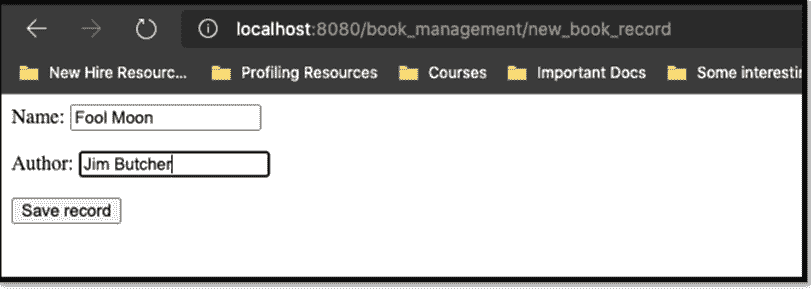 localhost:8080/book_management/new_book_record
New Hire Resourc... Profiling Resources Courses Important Docs Some interestin
Name: Fool Moon
Author: Jim Butcher
Save record